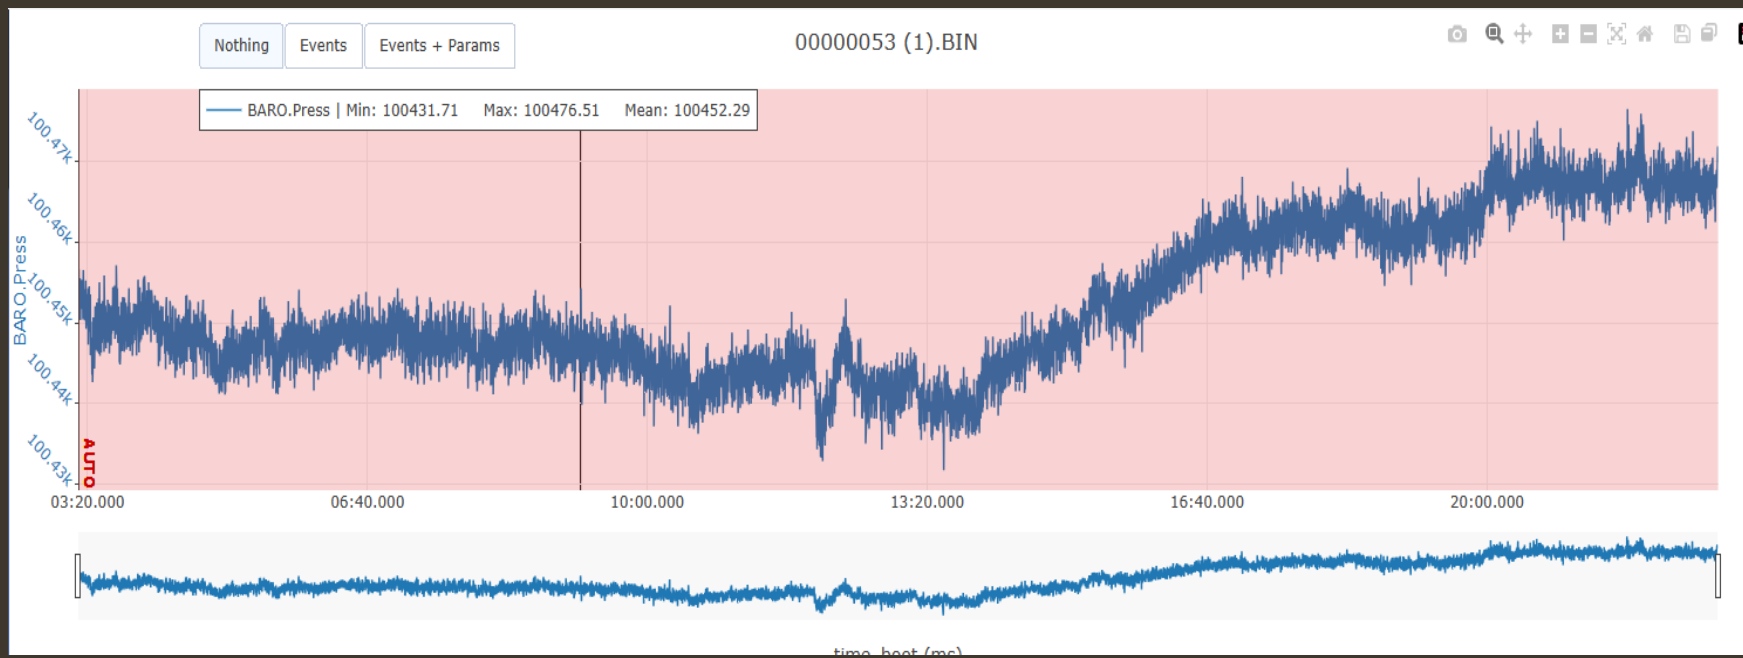 Nothing Events Events + Params
00000053 (1).BIN
BARO.Press | Min: 100431.71 Max: 100476.51 Mean: 100452.29
BARO.Press
100.47k
100.46k
100.45k
100.44k
100.43k
AUTO
03:20.000 06:40.000 10:00.000 13:20.000 16:40.000 20:00.000
time_boot (ms)